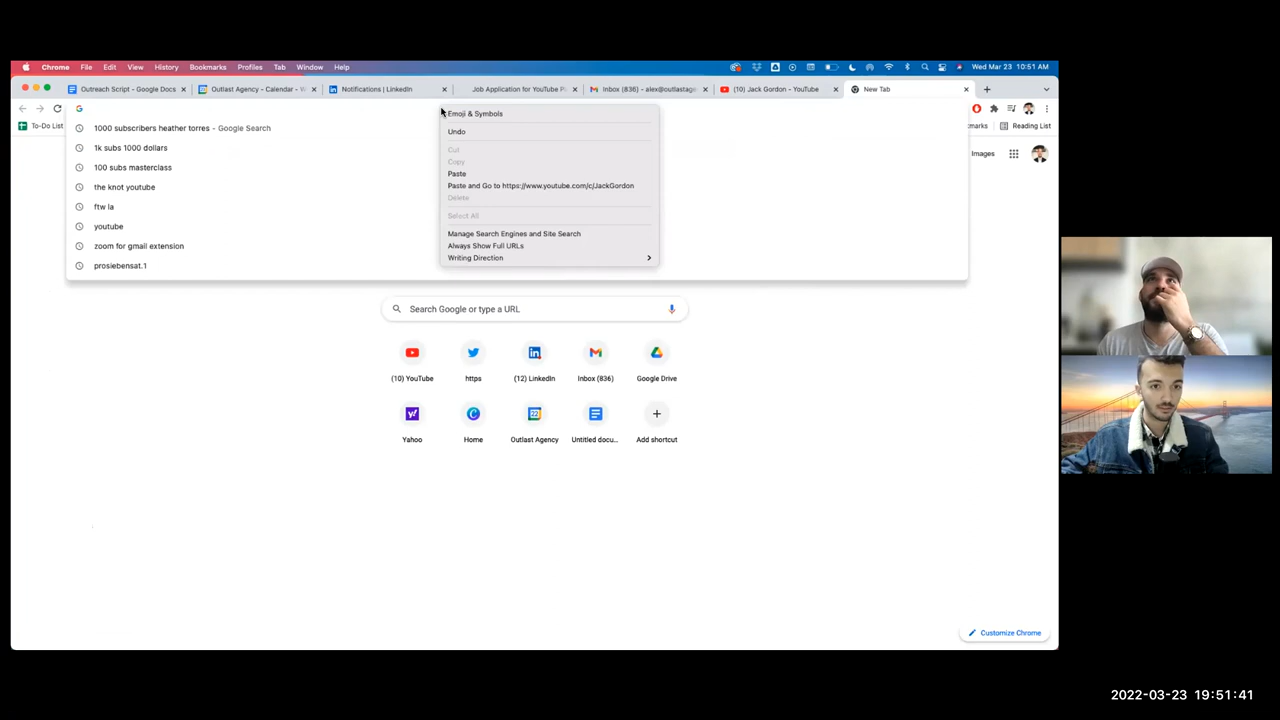 Chrome File Edit View History Bookmarks Profiles Tab Window Help Wed Mar 23 10:51 AM
Outreach Script - Google Docs Outlast Agency - Calendar - W Notifications | LinkedIn Job Application for YouTube P Inbox (836) - alex@outlastage (10) Jack Gordon - YouTube New Tab
To-Do List
Reading List
Images
1000 subscribers heather torres - Google Search
1k subs 1000 dollars
100 subs masterclass
the knot youtube
ftw la
youtube
zoom for gmail extension
prosiebensat.1
Emoji & Symbols
Undo
Cut
Copy
Paste
Paste and Go to https://www.youtube.com/c/JackGordon
Delete
Select All
Manage Search Engines and Site Search
Always Show Full URLs
Writing Direction
Search Google or type a URL
(10) YouTube https (12) LinkedIn Inbox (836) Google Drive
Yahoo Home Outlast Agency Untitled docu... Add shortcut
Customize Chrome
2022-03-23 19:51:41